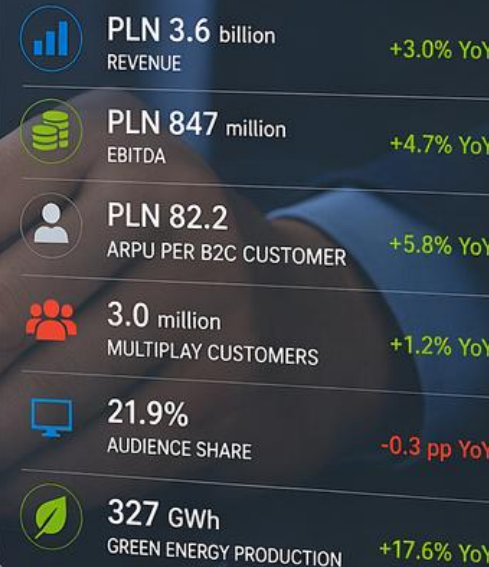 PLN 3.6 billion
REVENUE
+3.0% YoY
PLN 847 million
EBITDA
+4.7% YoY
PLN 82.2
ARPU PER B2C CUSTOMER
+5.8% YoY
3.0 million
MULTIPLAY CUSTOMERS
+1.2% YoY
21.9%
AUDIENCE SHARE
-0.3 pp YoY
327 GWh
GREEN ENERGY PRODUCTION
+17.6% YoY